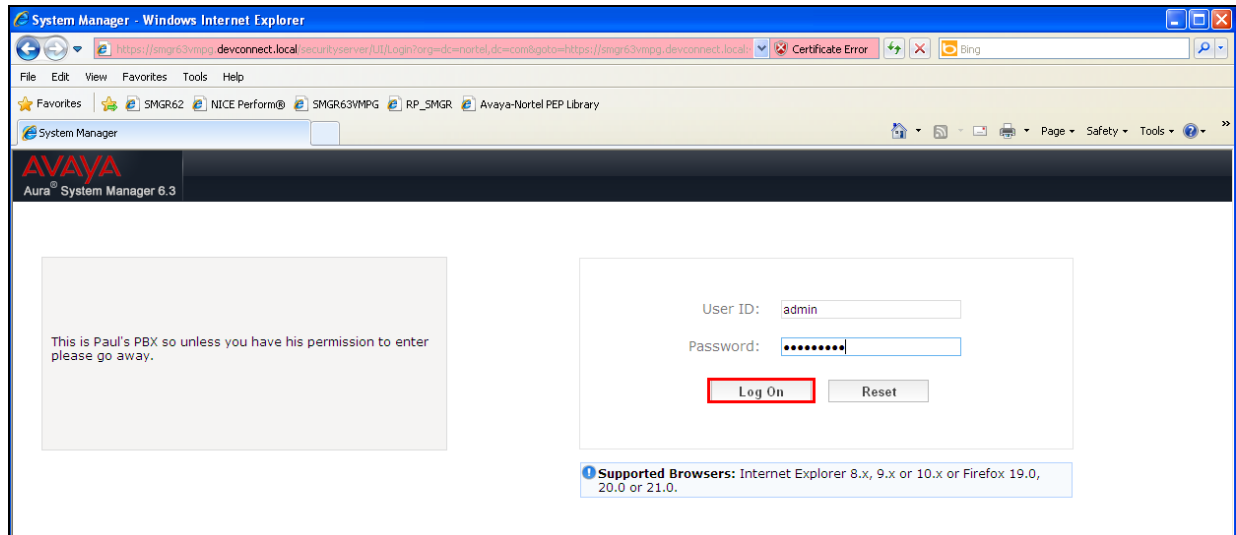 System Manager - Windows Internet Explorer
https://smgr63vmpg.devconnect.local/securityserver/UI/Login?org=dc=nortel,dc=com&goto=https://smgr63vmpg.devconnect.local:
Certificate Error
Bing
File Edit View Favorites Tools Help
Favorites SMGR62 NICE Perform® SMGR63VMPG RP_SMGR Avaya-Nortel PEP Library
System Manager
Page Safety Tools
AVAYA
Aura® System Manager 6.3
This is Paul's PBX so unless you have his permission to enter
please go away.
User ID: admin
Password: •••••••••
Log On Reset
Supported Browsers: Internet Explorer 8.x, 9.x or 10.x or Firefox 19.0,
20.0 or 21.0.